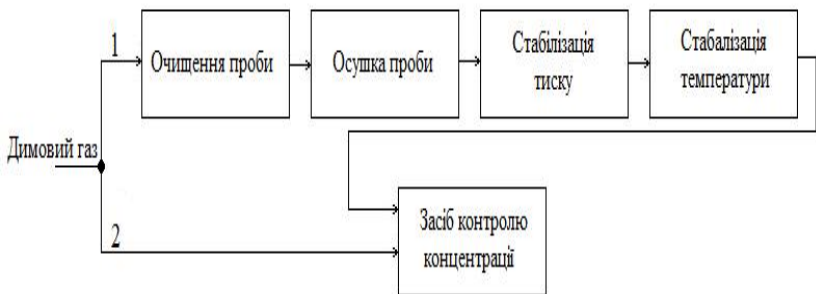 1
Очищення проби
Осушка проби
Стабілізація
тиску
Стабалізація
температури
Димовий газ
2
Засіб контролю
концентрації